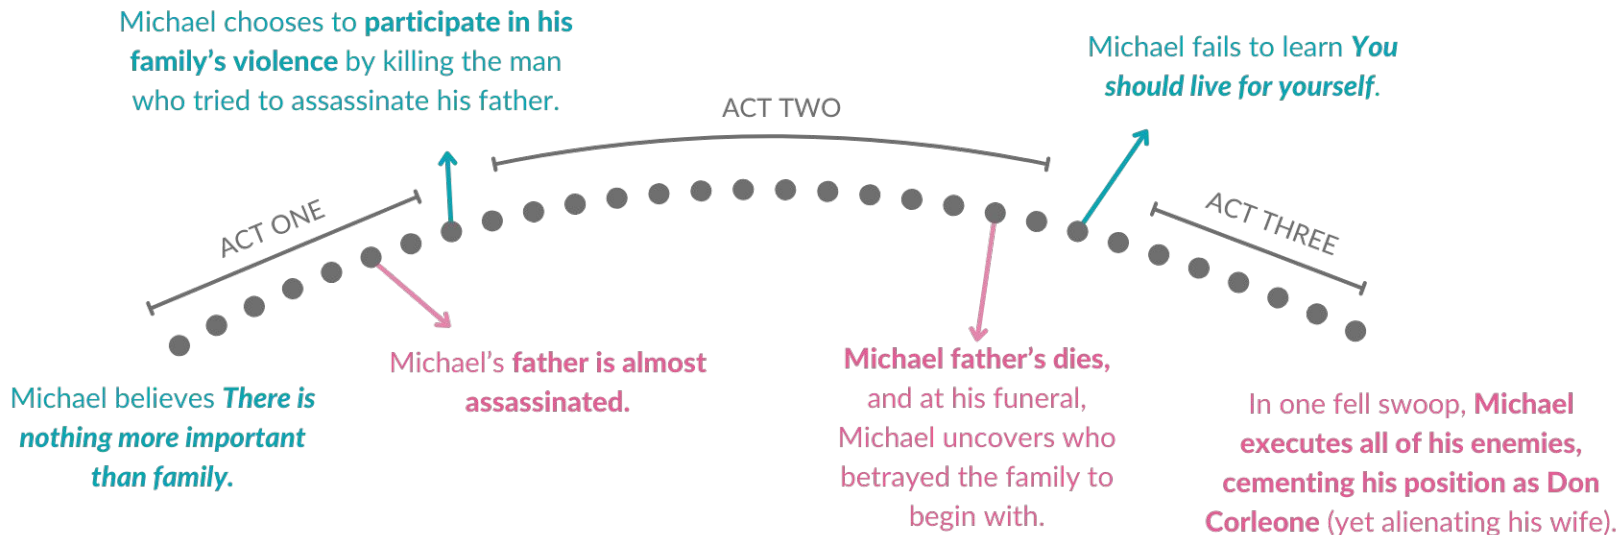 Michael chooses to participate in his
family’s violence by killing the man
who tried to assassinate his father.
Michael fails to learn You
should live for yourself.
ACT TWO
ACT ONE
ACT THREE
Michael believes There is
nothing more important
than family.
Michael’s father is almost
assassinated.
Michael father’s dies,
and at his funeral,
Michael uncovers who
betrayed the family to
begin with.
In one fell swoop, Michael
executes all of his enemies,
cementing his position as Don
Corleone (yet alienating his wife).